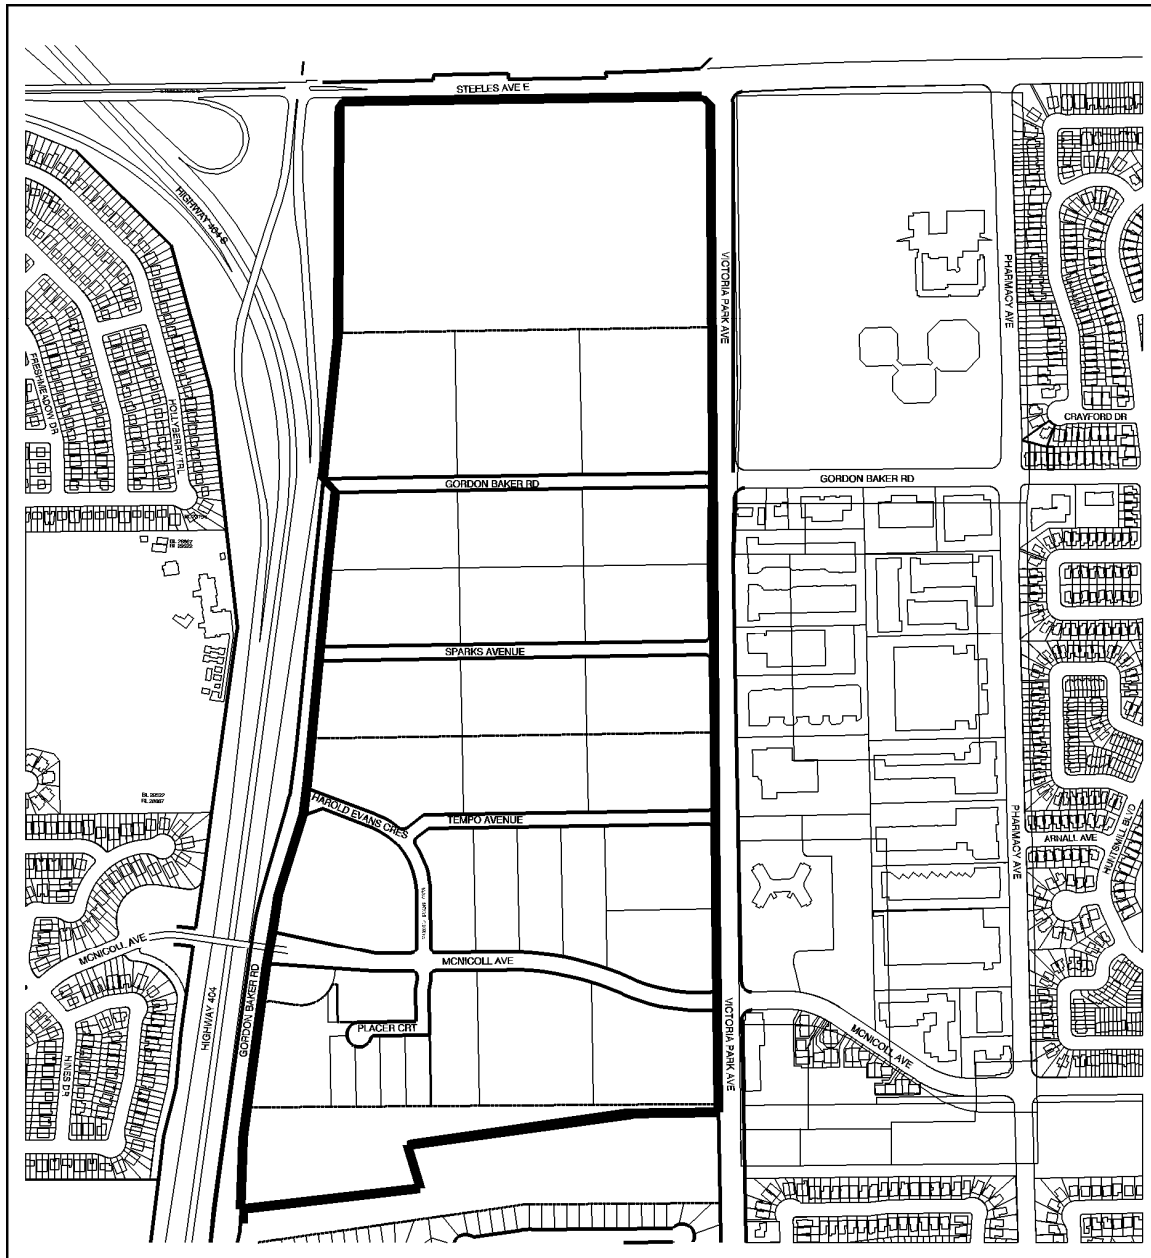 STEELES AVE E
HIGHWAY 404 S
VICTORIA PARK AVE
PHARMACY AVE
FRESHMEADOW DR
HOLLYBERRY TRL
CRAYFORD DR
GORDON BAKER RD
GORDON BAKER RD
SPARKS AVENUE
HAROLD EVANS CRES
TEMPO AVENUE
PHARMACY AVE
ARNALL AVE
HUNTSMILL BLVD
MCNICOLL AVE
MCNICOLL AVE
HIGHWAY 404
GORDON BAKER RD
PLACER CRT
VICTORIA PARK AVE
MCNICOLL AVE
HINES DR